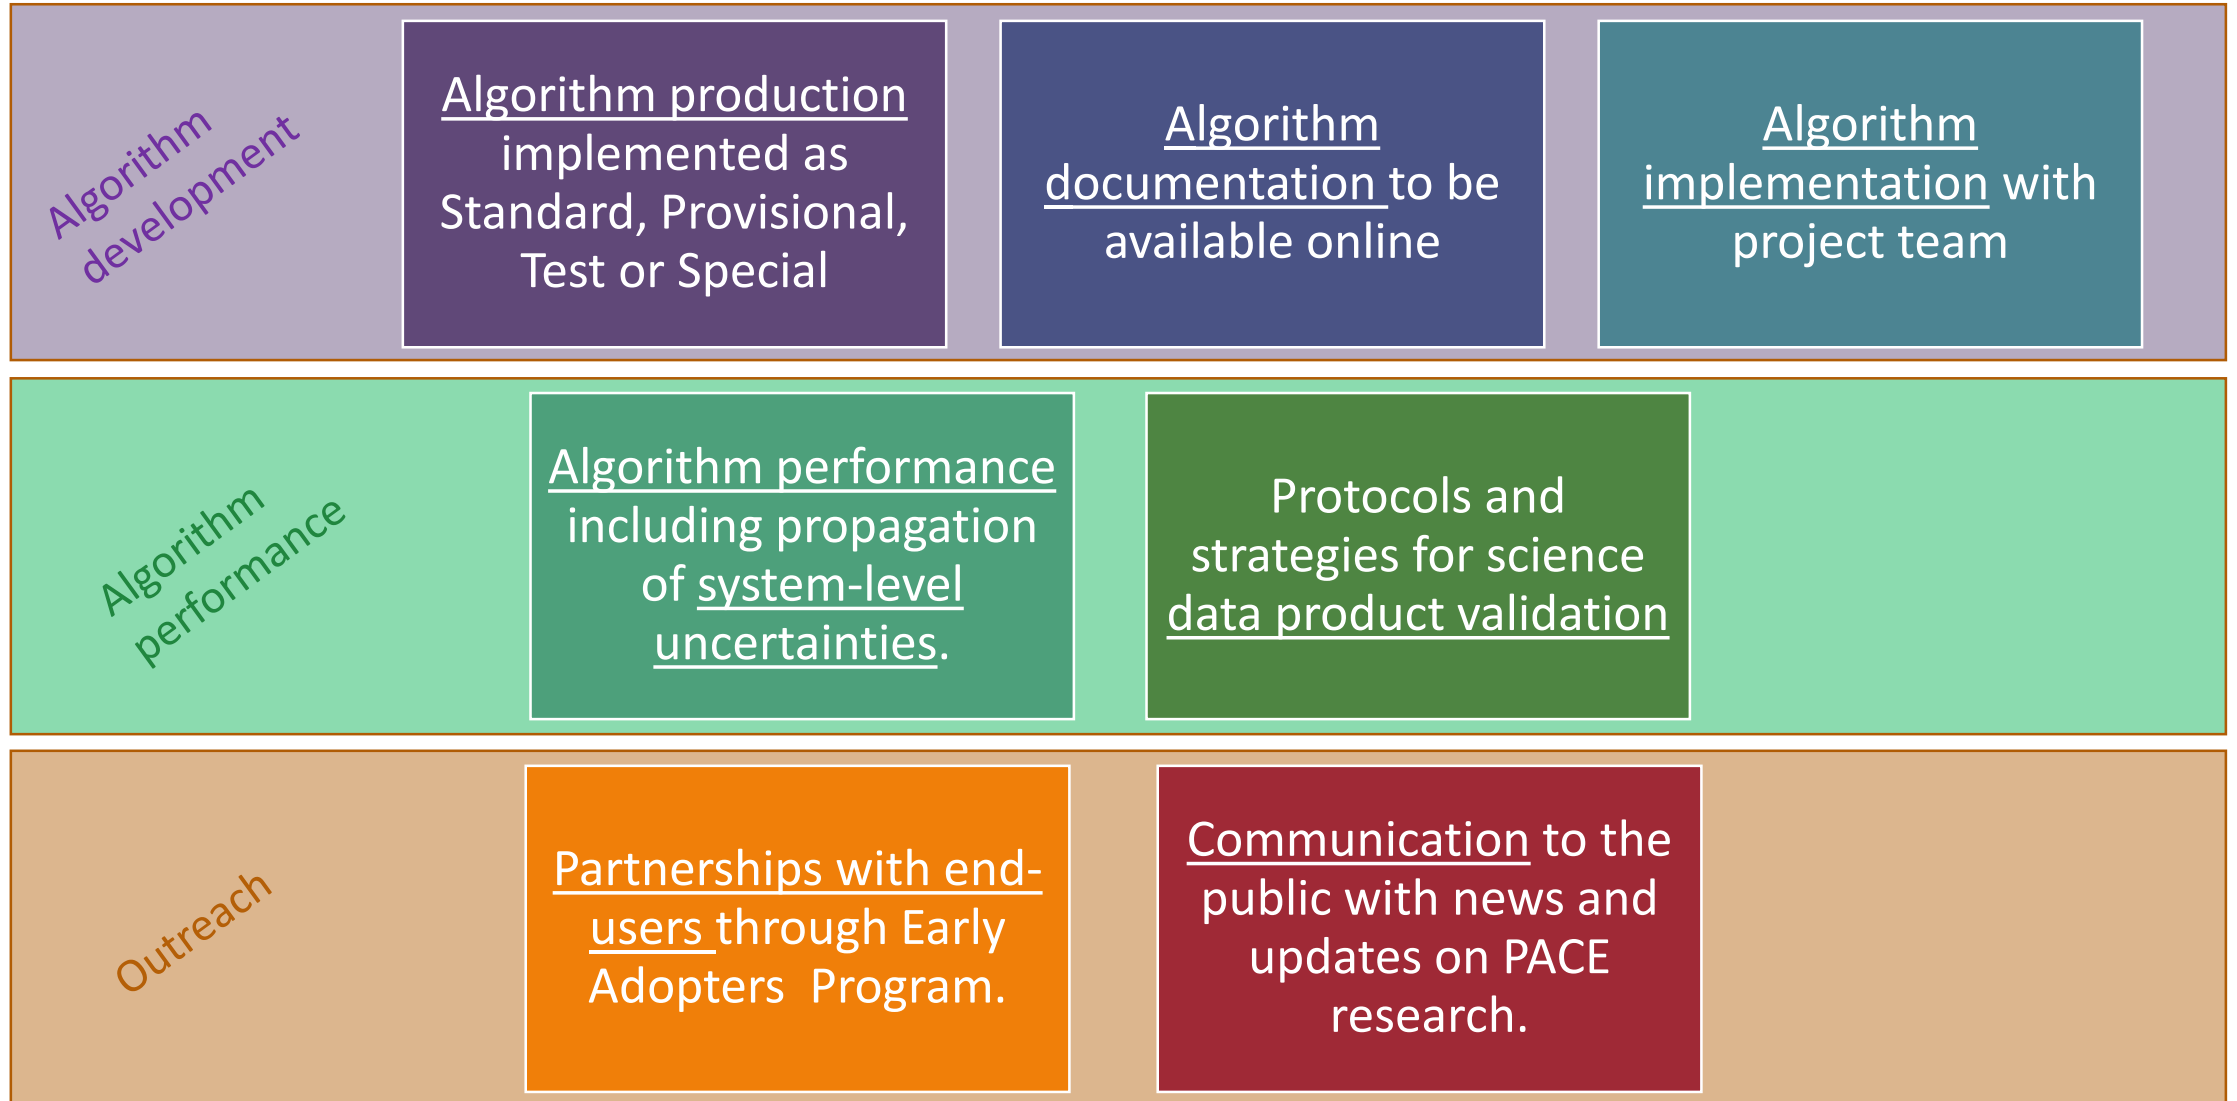 Algorithm
development
Algorithm production
implemented as
Standard, Provisional,
Test or Special
Algorithm
documentation to be
available online
Algorithm
implementation with
project team
Algorithm
performance
Algorithm performance
including propagation
of system-level
uncertainties.
Protocols and
strategies for science
data product validation
Outreach
Partnerships with end-
users through Early
Adopters  Program.
Communication to the
public with news and
updates on PACE
research.